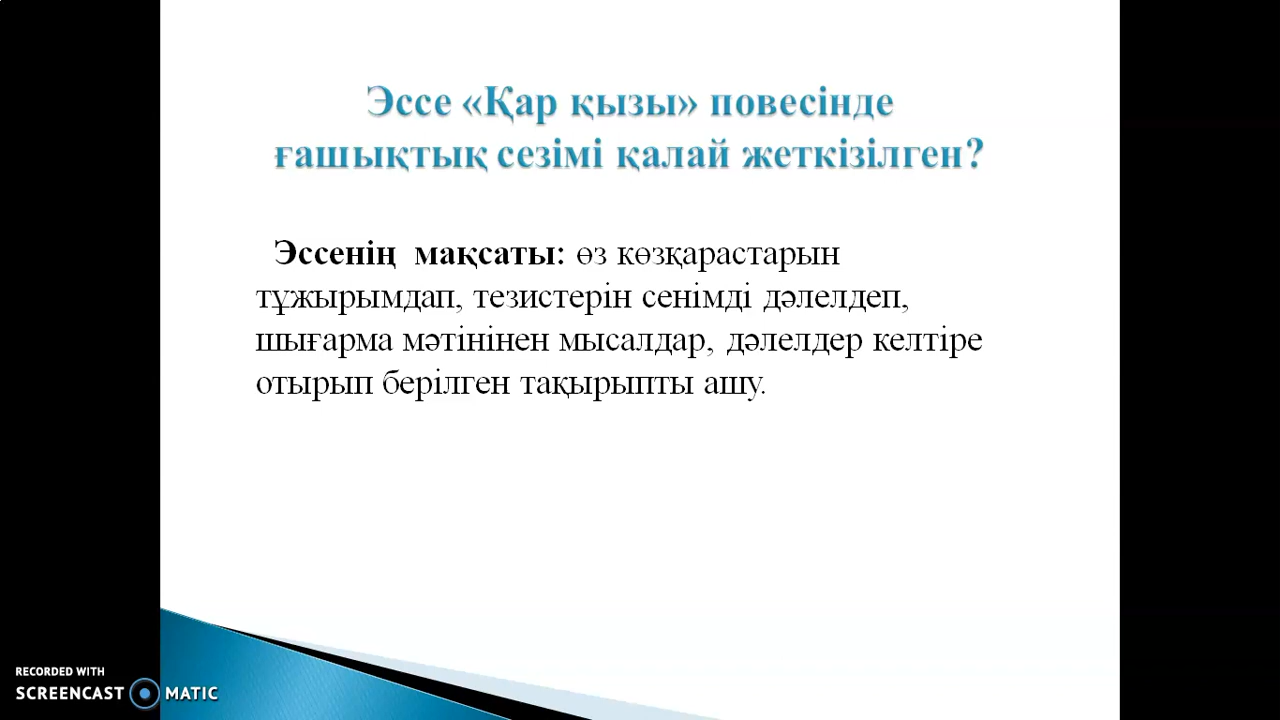 Эссе «Қар қызы» повесінде
ғашықтық сезімі қалай жеткізілген?
Эссенің мақсаты: өз көзқарастарын
тұжырымдап, тезистерін сенімді дәлелдеп,
шығарма мәтінінен мысалдар, дәлелдер келтіре
отырып берілген тақырыпты ашу.
RECORDED WITH
SCREENCAST MATIC